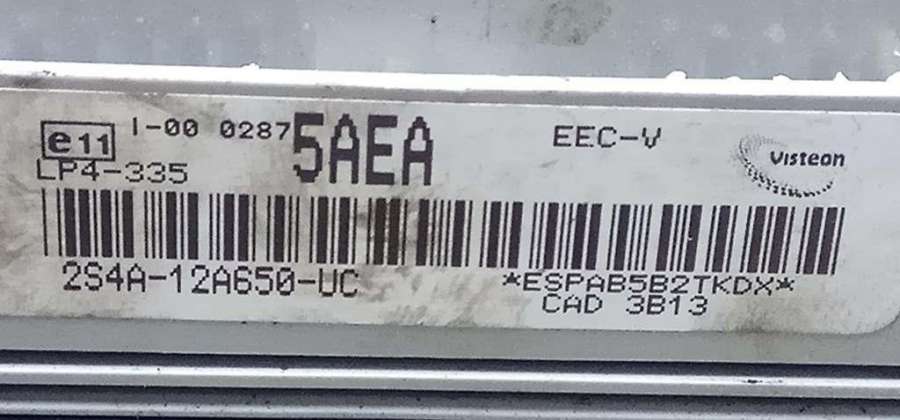 e11 I-00 0287 5AEA EEC-V Visteon
LP4-335
2S4A-12A650-UC *ESPAB5B2TKDX*
CAD 3B13